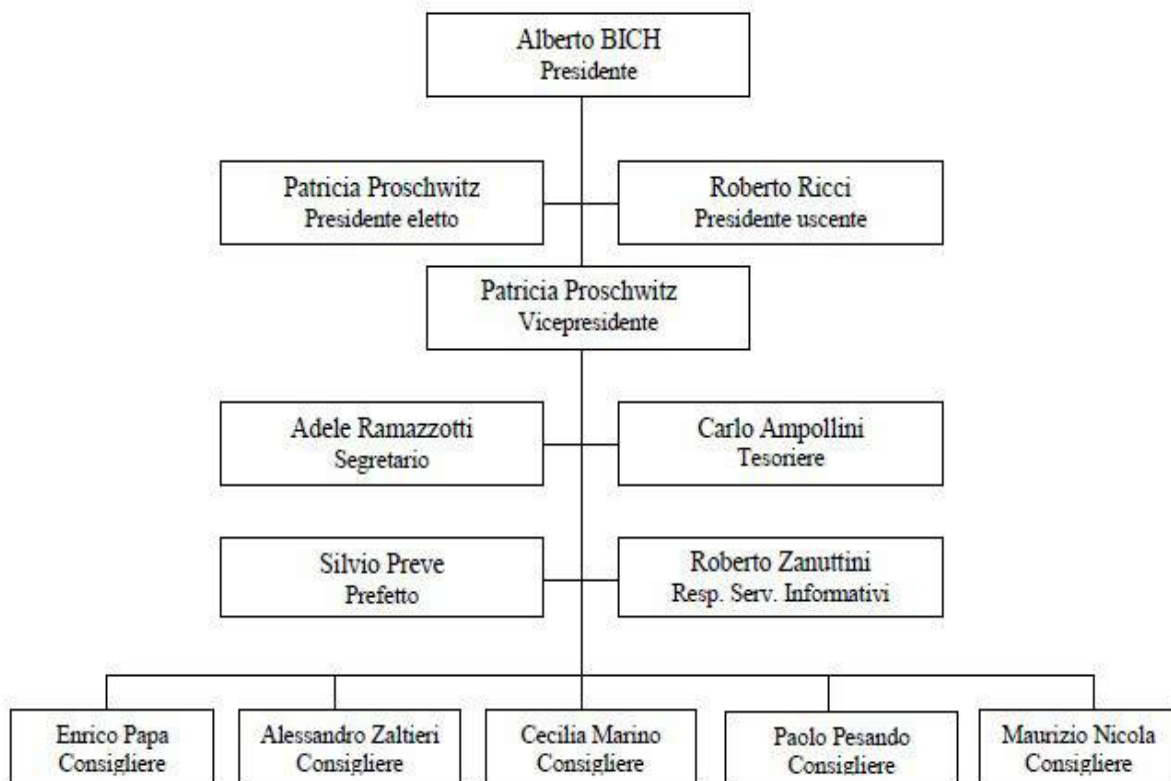 Alberto BICH
Presidente
Patricia Proschwitz
Presidente eletto
Roberto Ricci
Presidente uscente
Patricia Proschwitz
Vicepresidente
Adele Ramazzotti
Segretario
Carlo Ampollini
Tesoriere
Silvio Preve
Prefetto
Roberto Zanuttini
Resp. Serv. Informativi
Enrico Papa
Consigliere
Alessandro Zaltieri
Consigliere
Cecilia Marino
Consigliere
Paolo Pesando
Consigliere
Maurizio Nicola
Consigliere